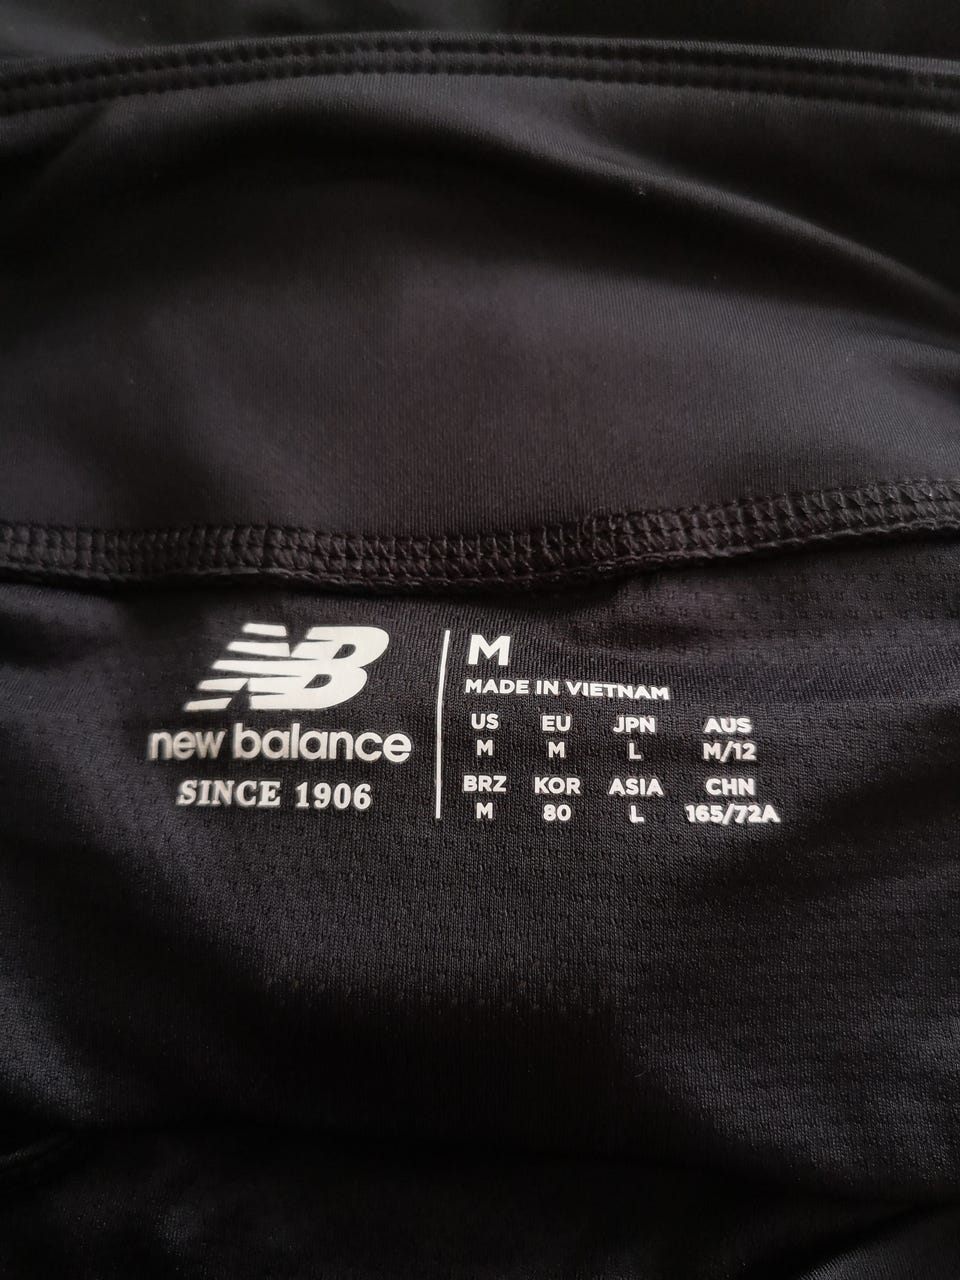 NB
new balance
SINCE 1906
M
MADE IN VIETNAM
US EU JPN AUS
M M L M/12
BRZ KOR ASIA CHN
M 80 L 165/72A